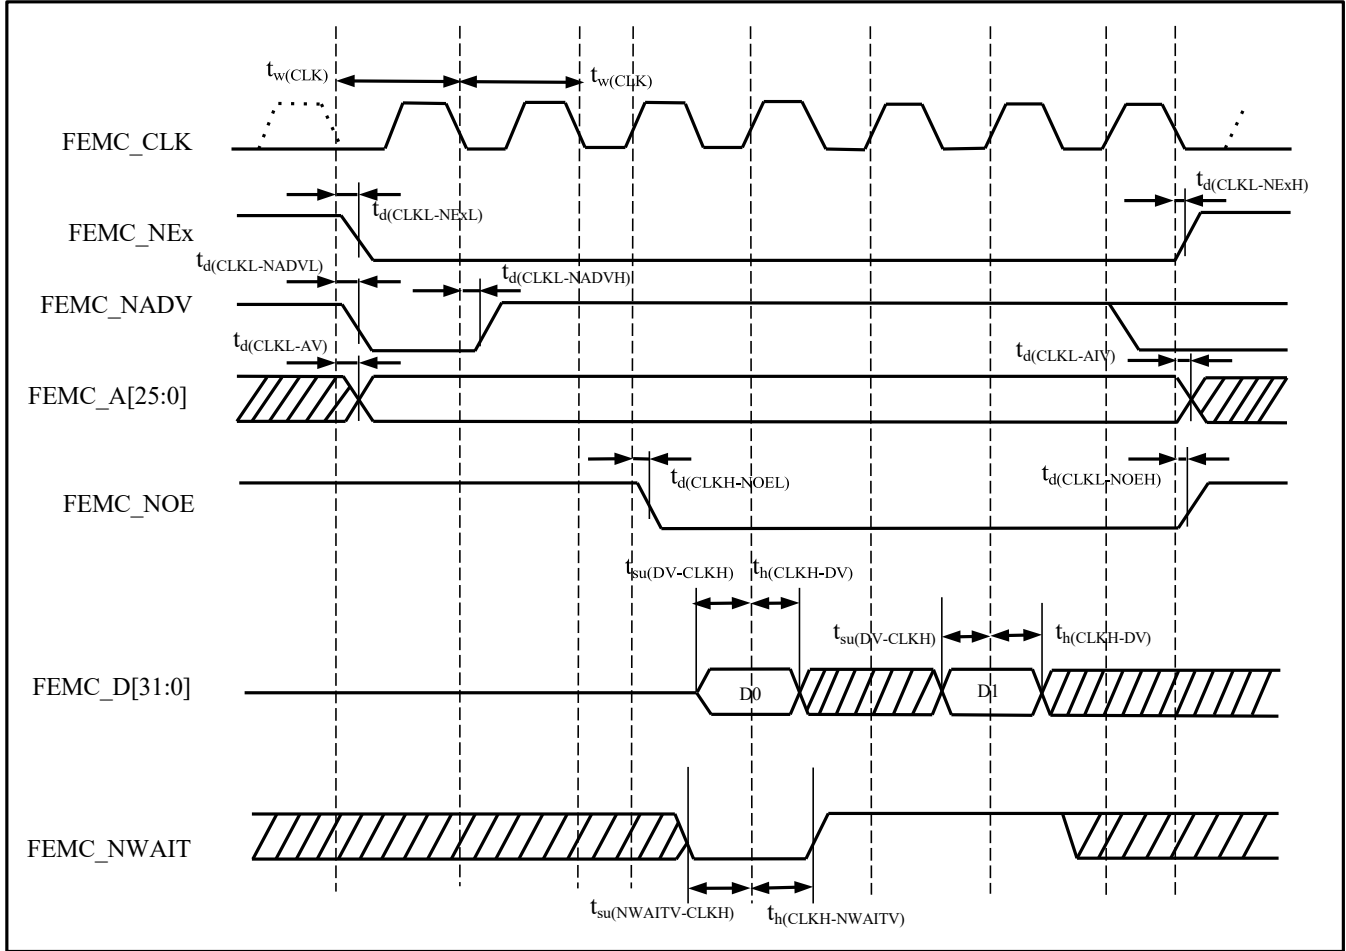 tw(CLK)
tw(CLK)
FEMC_CLK
td(CLKL-NExL)
td(CLKL-NExH)
FEMC_NEx
td(CLKL-NADVL)
td(CLKL-NADVH)
FEMC_NADV
td(CLKL-AV)
td(CLKL-AIV)
FEMC_A[25:0]
td(CLKH-NOEL)
td(CLKL-NOEH)
FEMC_NOE
tsu(DV-CLKH)
th(CLKH-DV)
tsu(DV-CLKH)
th(CLKH-DV)
FEMC_D[31:0]
D0
D1
FEMC_NWAIT
tsu(NWAITV-CLKH)
th(CLKH-NWAITV)